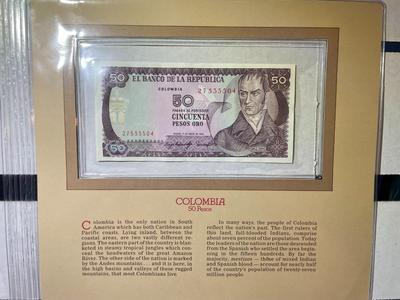 50
EL BANCO DE LA REPUBLICA
50
COLOMBIA
27555504
50
PAGARÁ AL PORTADOR
CINCUENTA
PESOS ORO
27555504
50
COLOMBIA
50 Pesos
Colombia is the only nation in South
America which has both Caribbean and
Pacific coasts. Lying inland, between the
coastal areas, are two vastly different re-
gions. The eastern part of the country is blan-
keted in steamy tropical jungles which con-
ceal the headwaters of the great Amazon
River. The other side of the nation is marked
by the Andes mountains, and it is here, in
the high basins and valleys of these rugged
mountains, that most Colombians live.
In many ways, the people of Colombia
reflect the nation's past. The first rulers of
this land, full-blooded Indians, comprise
about seven percent of the population. Today
the leaders of the nation are those descended
from the Spanish who settled the area begin-
ning in the fifteen hundreds. By far the
majority, mestizos — those of mixed Indian
and Spanish blood — account for nearly half
of the country's population of twenty-seven
million people.